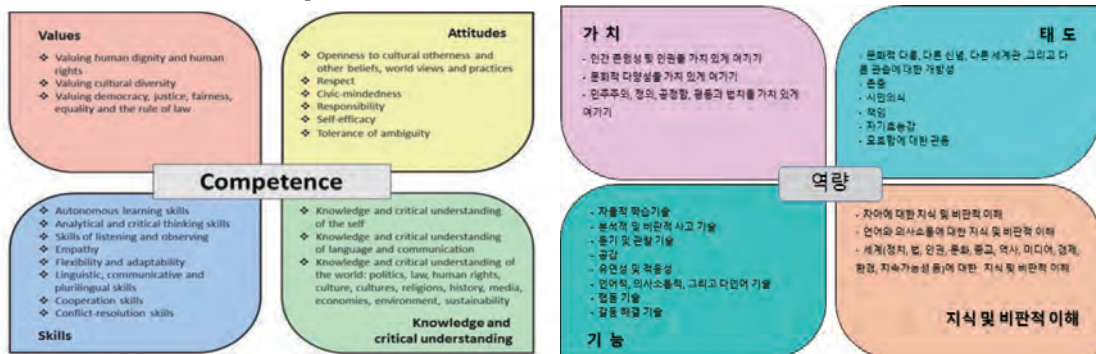 Values
❖ Valuing human dignity and human
rights
❖ Valuing cultural diversity
❖ Valuing democracy, justice, fairness,
equality and the rule of law
Attitudes
❖ Openness to cultural otherness and
other beliefs, world views and practices
❖ Respect
❖ Civic-mindedness
❖ Responsibility
❖ Self-efficacy
❖ Tolerance of ambiguity
Competence
❖ Autonomous learning skills
❖ Analytical and critical thinking skills
❖ Skills of listening and observing
❖ Empathy
❖ Flexibility and adaptability
❖ Linguistic, communicative and
plurilingual skills
❖ Cooperation skills
❖ Conflict-resolution skills
Skills
❖ Knowledge and critical understanding
of the self
❖ Knowledge and critical understanding
of language and communication
❖ Knowledge and critical understanding of
the world: politics, law, human rights,
culture, cultures, religions, history, media,
economies, environment, sustainability
Knowledge and
critical understanding
가 치
- 인간 존엄성 및 인권을 가치 있게 여기기
- 문화적 다양성을 가치 있게 여기기
- 민주주의, 정의, 공정함, 평등과 법치를 가치 있게
여기기
태 도
- 문화적 다름, 다른 신념, 다른 세계관 ,그리고 다
른 관습에 대한 개방성
- 존중
- 시민의식
- 책임
- 자기효능감
- 모호함에 대한 관용
역량
- 자율적 학습기술
- 분석적 및 비판적 사고 기술
- 듣기 및 관찰 기술
- 공감
- 유연성 및 적응성
- 언어적, 의사소통적, 그리고 다언어 기술
- 협동 기술
- 갈등 해결 기술
기 능
- 자아에 대한 지식 및 비판적 이해
- 언어와 의사소통에 대한 지식 및 비판적 이해
- 세계(정치, 법, 인권, 문화, 종교, 역사, 미디어, 경제,
환경, 지속가능성 등)에 대한 지식 및 비판적 이해
지식 및 비판적 이해